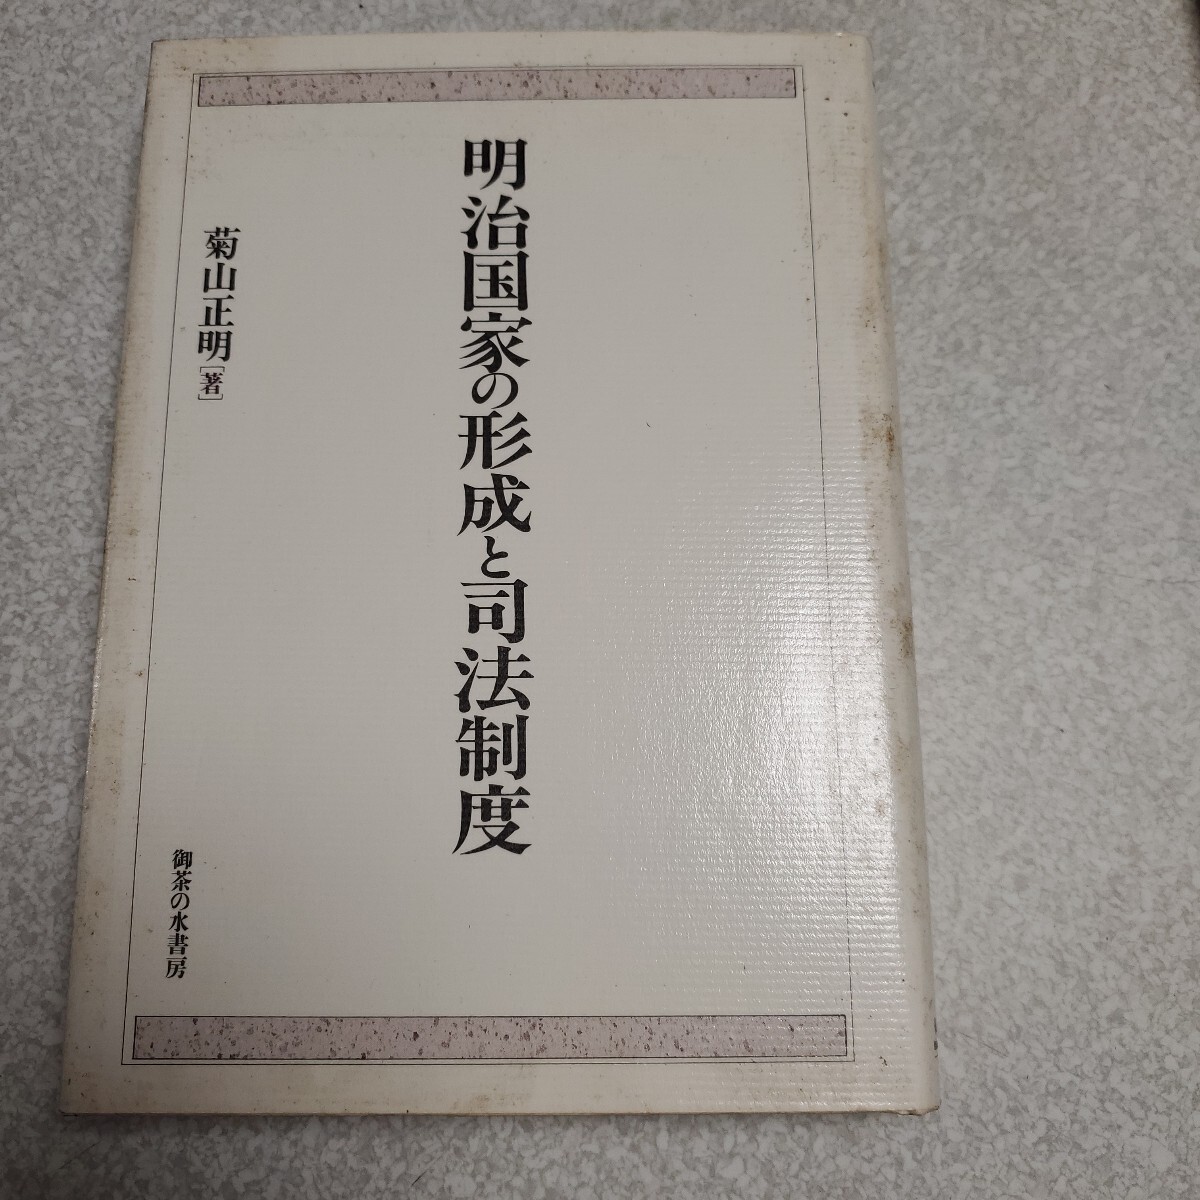 明治国家の形成と司法制度
菊山正明［著］
御茶の水書房